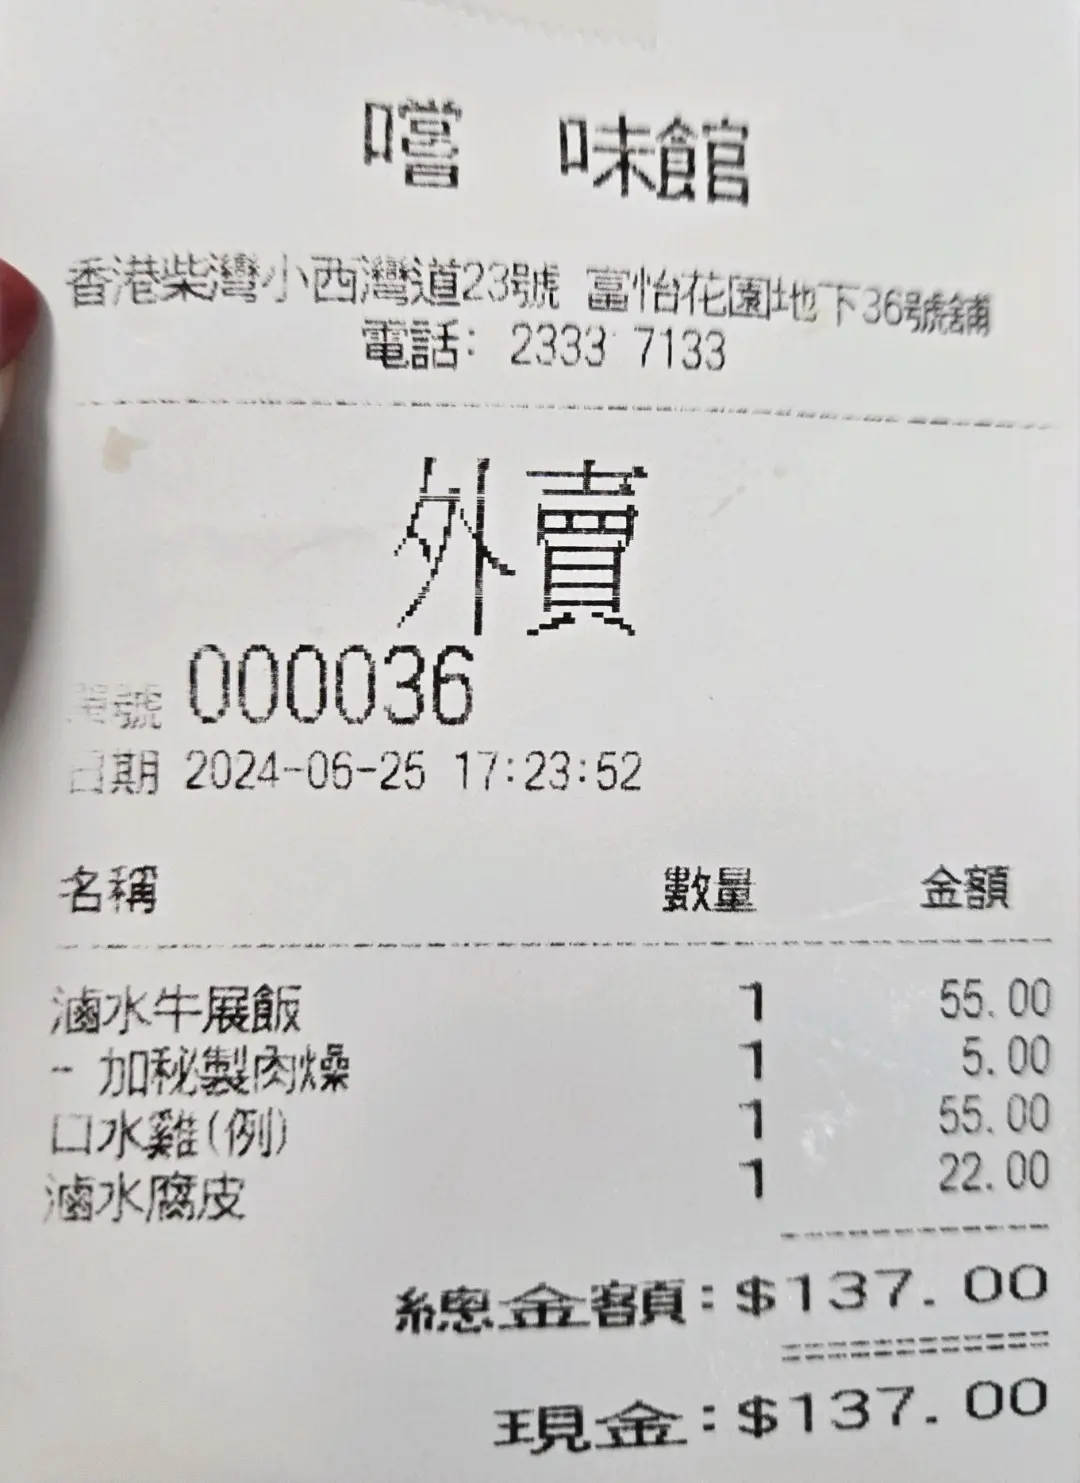 嚐 味館
香港柴灣小西灣道23號 富怡花園地下36號舖
電話: 2333 7133
外賣
單號 000036
日期 2024-06-25 17:23:52
名稱 數量 金額
滷水牛展飯 1 55.00
- 加秘製肉燥 1 5.00
口水雞(例) 1 55.00
滷水腐皮 1 22.00
總金額:$137.00
現金:$137.00